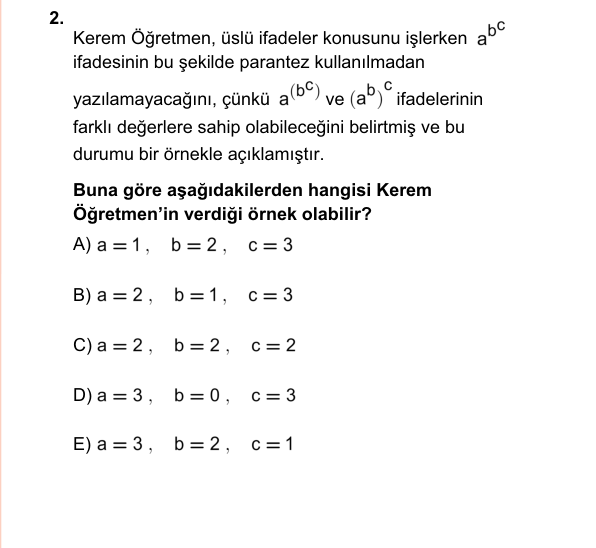 2.
Kerem Öğretmen, üslü ifadeler konusunu işlerken a^b^c
ifadesinin bu şekilde parantez kullanılmadan
yazılamayacağını, çünkü a^(b^c) ve (a^b)^c ifadelerinin
farklı değerlere sahip olabileceğini belirtmiş ve bu
durumu bir örnekle açıklamıştır.
Buna göre aşağıdakilerden hangisi Kerem
Öğretmen’in verdiği örnek olabilir?
A) a = 1, b = 2, c = 3
B) a = 2, b = 1, c = 3
C) a = 2, b = 2, c = 2
D) a = 3, b = 0, c = 3
E) a = 3, b = 2, c = 1